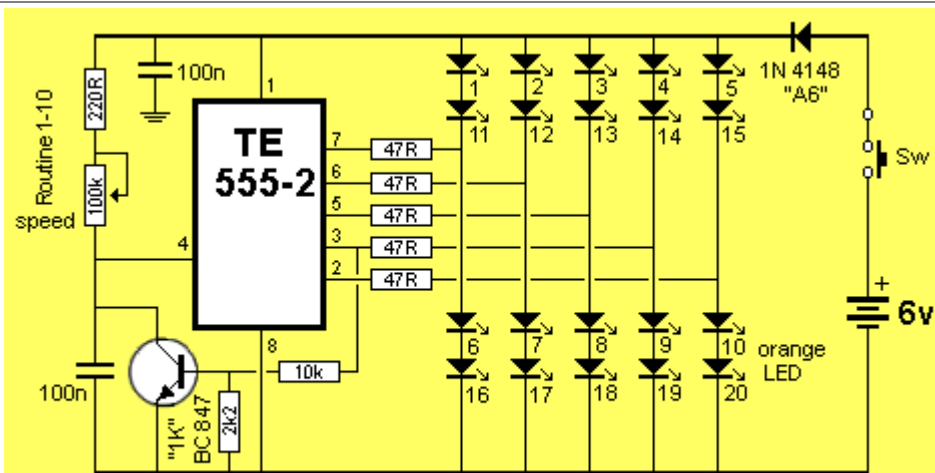 220R
100n
1
1 2 3 4 5
1N 4148
"A6"
Routine 1-10
speed
100k
TE
555-2
7 47R
6 47R
5 47R
3 47R
2 47R
4
11 12 13 14 15
Sw
+
6v
8
10k
100n
"1K"
BC 847
2k2
6 7 8 9 10
orange
LED
16 17 18 19 20